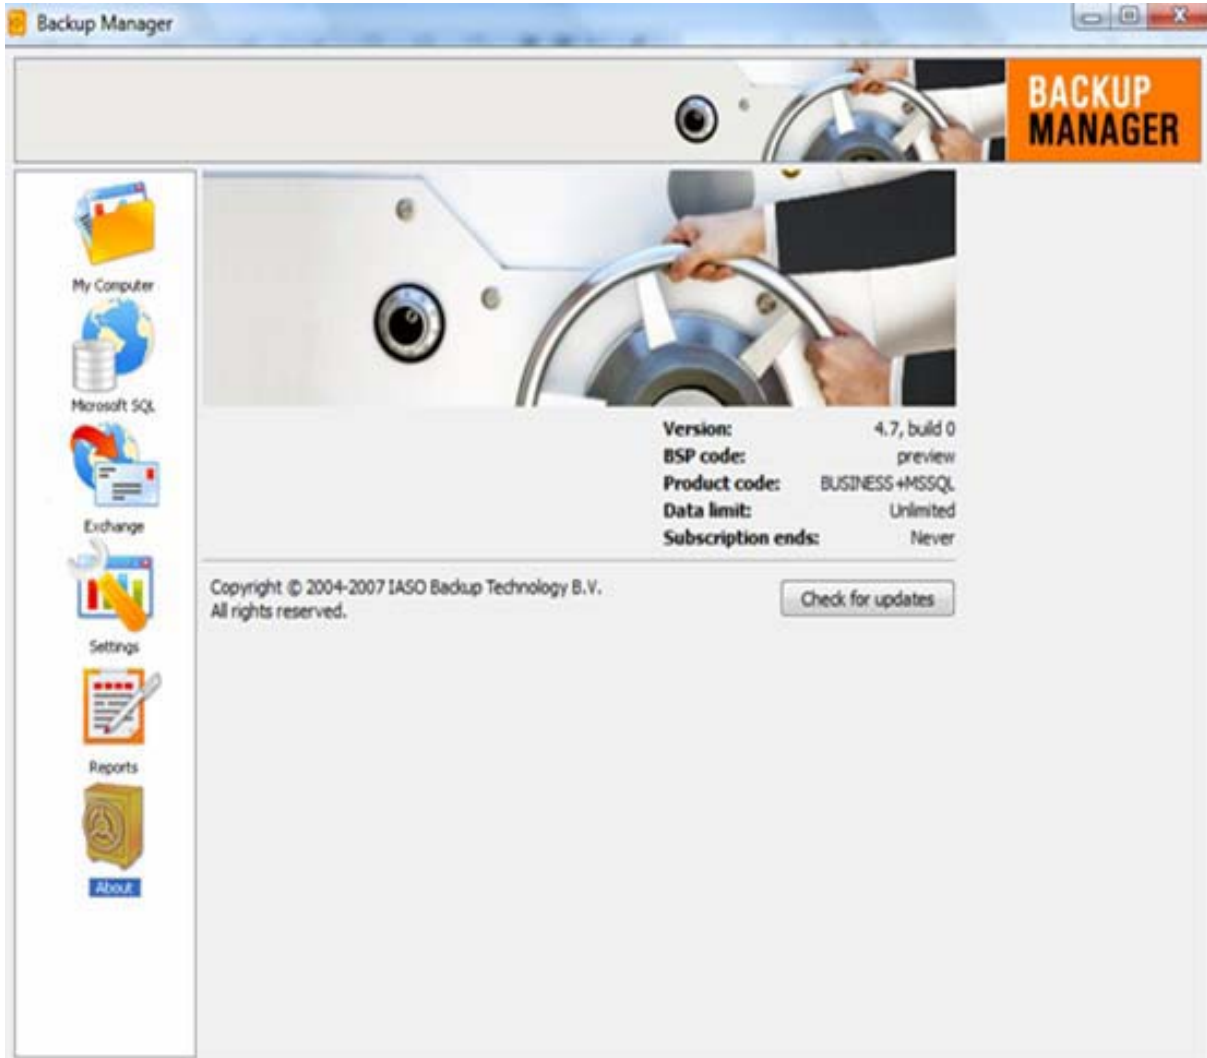 Backup Manager
BACKUP
MANAGER
My Computer
Microsoft SQL
Exchange
Settings
Reports
About
Version: 4.7, build 0
BSP code: preview
Product code: BUSINESS +MSSQL
Data limit: Unlimited
Subscription ends: Never
Copyright © 2004-2007 IASO Backup Technology B.V.
All rights reserved.
Check for updates